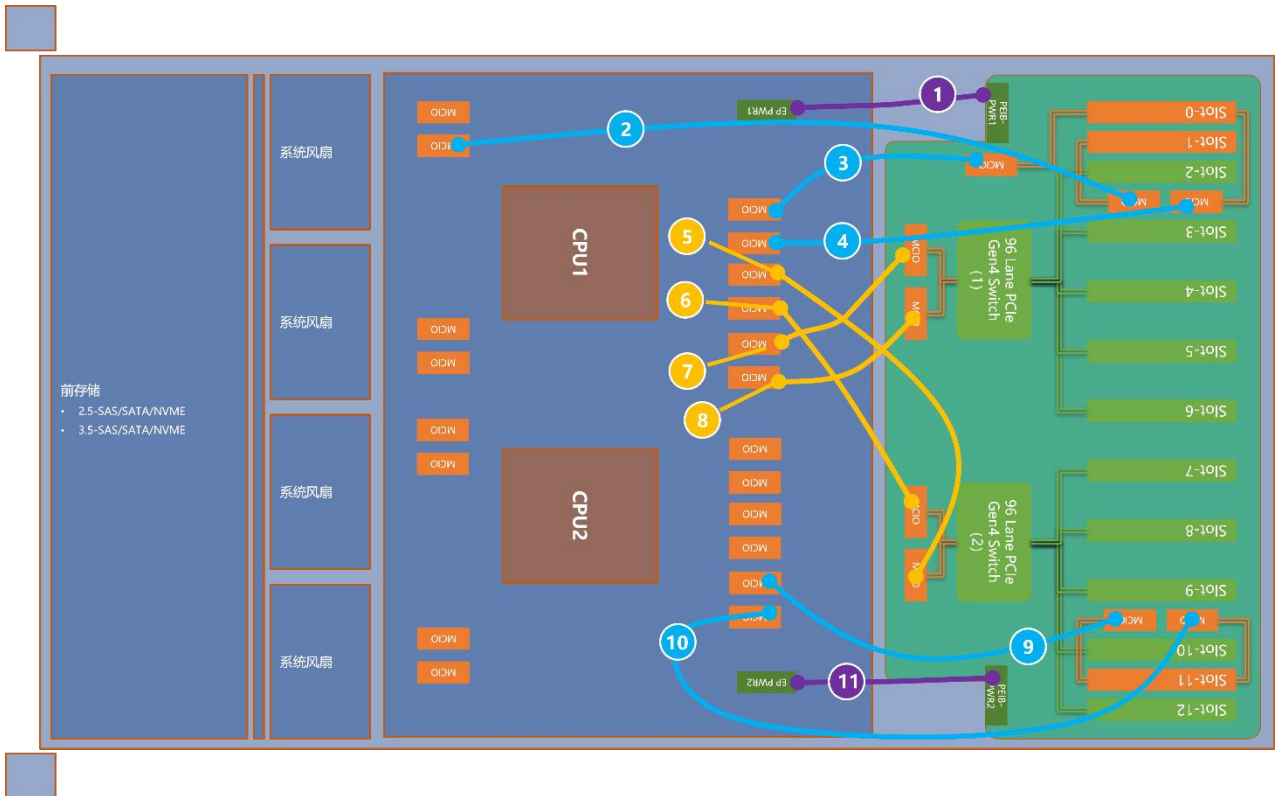 前存储
• 2.5-SAS/SATA/NVME
• 3.5-SAS/SATA/NVME
系统风扇
系统风扇
系统风扇
系统风扇
MCIO
MCIO
MCIO
MCIO
MCIO
MCIO
MCIO
MCIO
CPU1
CPU2
EP PWR1
MCIO
MCIO
MCIO
MCIO
MCIO
MCIO
MCIO
MCIO
MCIO
MCIO
MCIO
MCIO
EP PWR2
1
2
3
4
5
6
7
8
9
10
11
PEIB-
PWR1
MCIO
MCIO
MCIO
96 Lane PCIe
Gen4 Switch
(1)
MCIO
MCIO
96 Lane PCIe
Gen4 Switch
(2)
PEIB-
PWR2
Slot-0
Slot-1
Slot-2
MCIO
MCIO
Slot-3
Slot-4
Slot-5
Slot-6
Slot-7
Slot-8
Slot-9
MCIO
MCIO
Slot-10
Slot-11
Slot-12